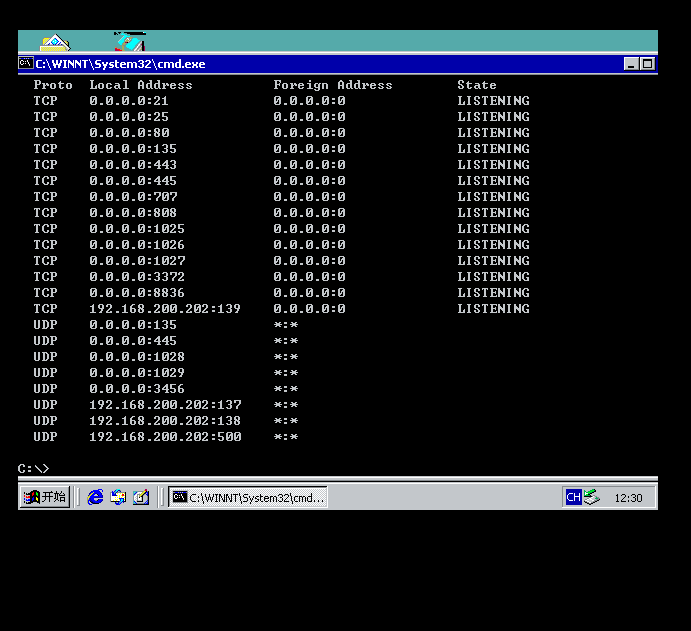 C:\WINNT\System32\cmd.exe
Proto Local Address Foreign Address State
TCP 0.0.0.0:21 0.0.0.0:0 LISTENING
TCP 0.0.0.0:25 0.0.0.0:0 LISTENING
TCP 0.0.0.0:80 0.0.0.0:0 LISTENING
TCP 0.0.0.0:135 0.0.0.0:0 LISTENING
TCP 0.0.0.0:443 0.0.0.0:0 LISTENING
TCP 0.0.0.0:445 0.0.0.0:0 LISTENING
TCP 0.0.0.0:707 0.0.0.0:0 LISTENING
TCP 0.0.0.0:808 0.0.0.0:0 LISTENING
TCP 0.0.0.0:1025 0.0.0.0:0 LISTENING
TCP 0.0.0.0:1026 0.0.0.0:0 LISTENING
TCP 0.0.0.0:1027 0.0.0.0:0 LISTENING
TCP 0.0.0.0:3372 0.0.0.0:0 LISTENING
TCP 0.0.0.0:8836 0.0.0.0:0 LISTENING
TCP 192.168.200.202:139 0.0.0.0:0 LISTENING
UDP 0.0.0.0:135 *:*
UDP 0.0.0.0:445 *:*
UDP 0.0.0.0:1028 *:*
UDP 0.0.0.0:1029 *:*
UDP 0.0.0.0:3456 *:*
UDP 192.168.200.202:137 *:*
UDP 192.168.200.202:138 *:*
UDP 192.168.200.202:500 *:*
C:\>
开始 C:\WINNT\System32\cmd... CH 12:30